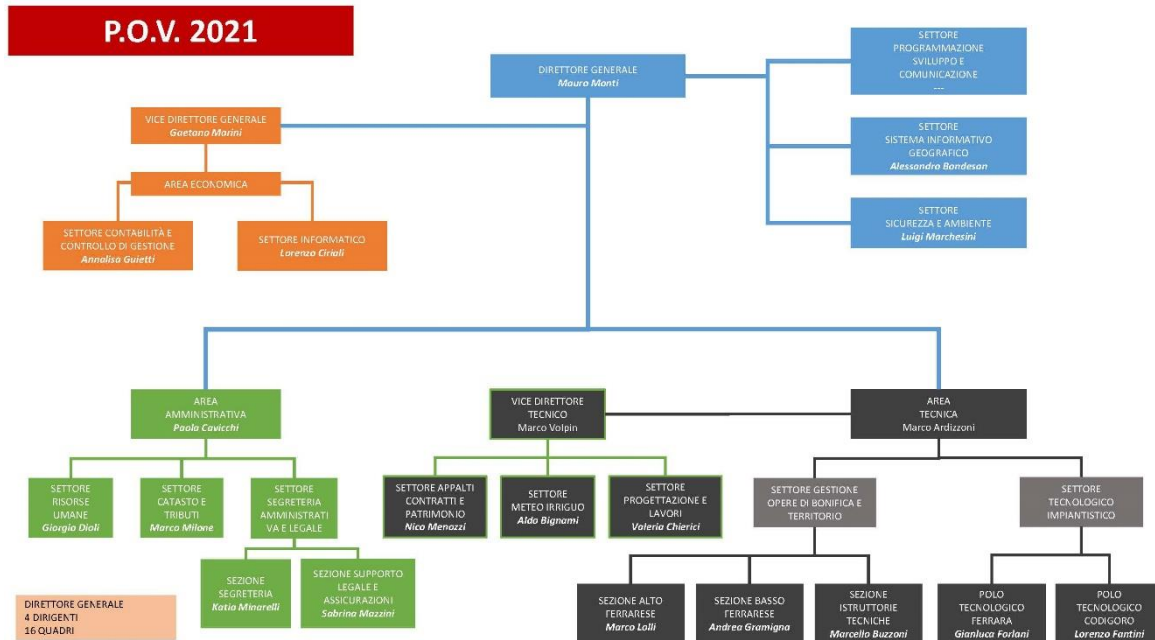 P.O.V. 2021
DIRETTORE GENERALE
Mauro Monti
SETTORE
PROGRAMMAZIONE
SVILUPPO E
COMUNICAZIONE
---
SETTORE
SISTEMA INFORMATIVO
GEOGRAFICO
Alessandro Bondesan
SETTORE
SICUREZZA E AMBIENTE
Luigi Marchesini
VICE DIRETTORE GENERALE
Gaetano Marini
AREA ECONOMICA
SETTORE CONTABILITÀ E
CONTROLLO DI GESTIONE
Annalisa Guietti
SETTORE INFORMATICO
Lorenzo Ciriali
AREA
AMMINISTRATIVA
Paola Cavicchi
VICE DIRETTORE
TECNICO
Marco Volpin
AREA
TECNICA
Marco Ardizzoni
SETTORE
RISORSE
UMANE
Giorgio Dioli
SETTORE
CATASTO E
TRIBUTI
Marco Milone
SETTORE
SEGRETERIA
AMMINISTRATI
VA E LEGALE
SETTORE APPALTI
CONTRATTI E
PATRIMONIO
Nico Menozzi
SETTORE
METEO IRRIGUO
Aldo Bignami
SETTORE
PROGETTAZIONE E
LAVORI
Valeria Chierici
SETTORE GESTIONE
OPERE DI BONIFICA E
TERRITORIO
SETTORE
TECNOLOGICO
IMPIANTISTICO
SEZIONE
SEGRETERIA
Katia Minarelli
SEZIONE SUPPORTO
LEGALE E
ASSICURAZIONI
Sabrina Mazzini
SEZIONE ALTO
FERRARESE
Marco Lolli
SEZIONE BASSO
FERRARESE
Andrea Gramigna
SEZIONE
ISTRUTTORIE
TECNICHE
Marcello Buzzoni
POLO
TECNOLOGICO
FERRARA
Gianluca Forlani
POLO
TECNOLOGICO
CODIGORO
Lorenzo Fantini
DIRETTORE GENERALE
4 DIRIGENTI
16 QUADRI